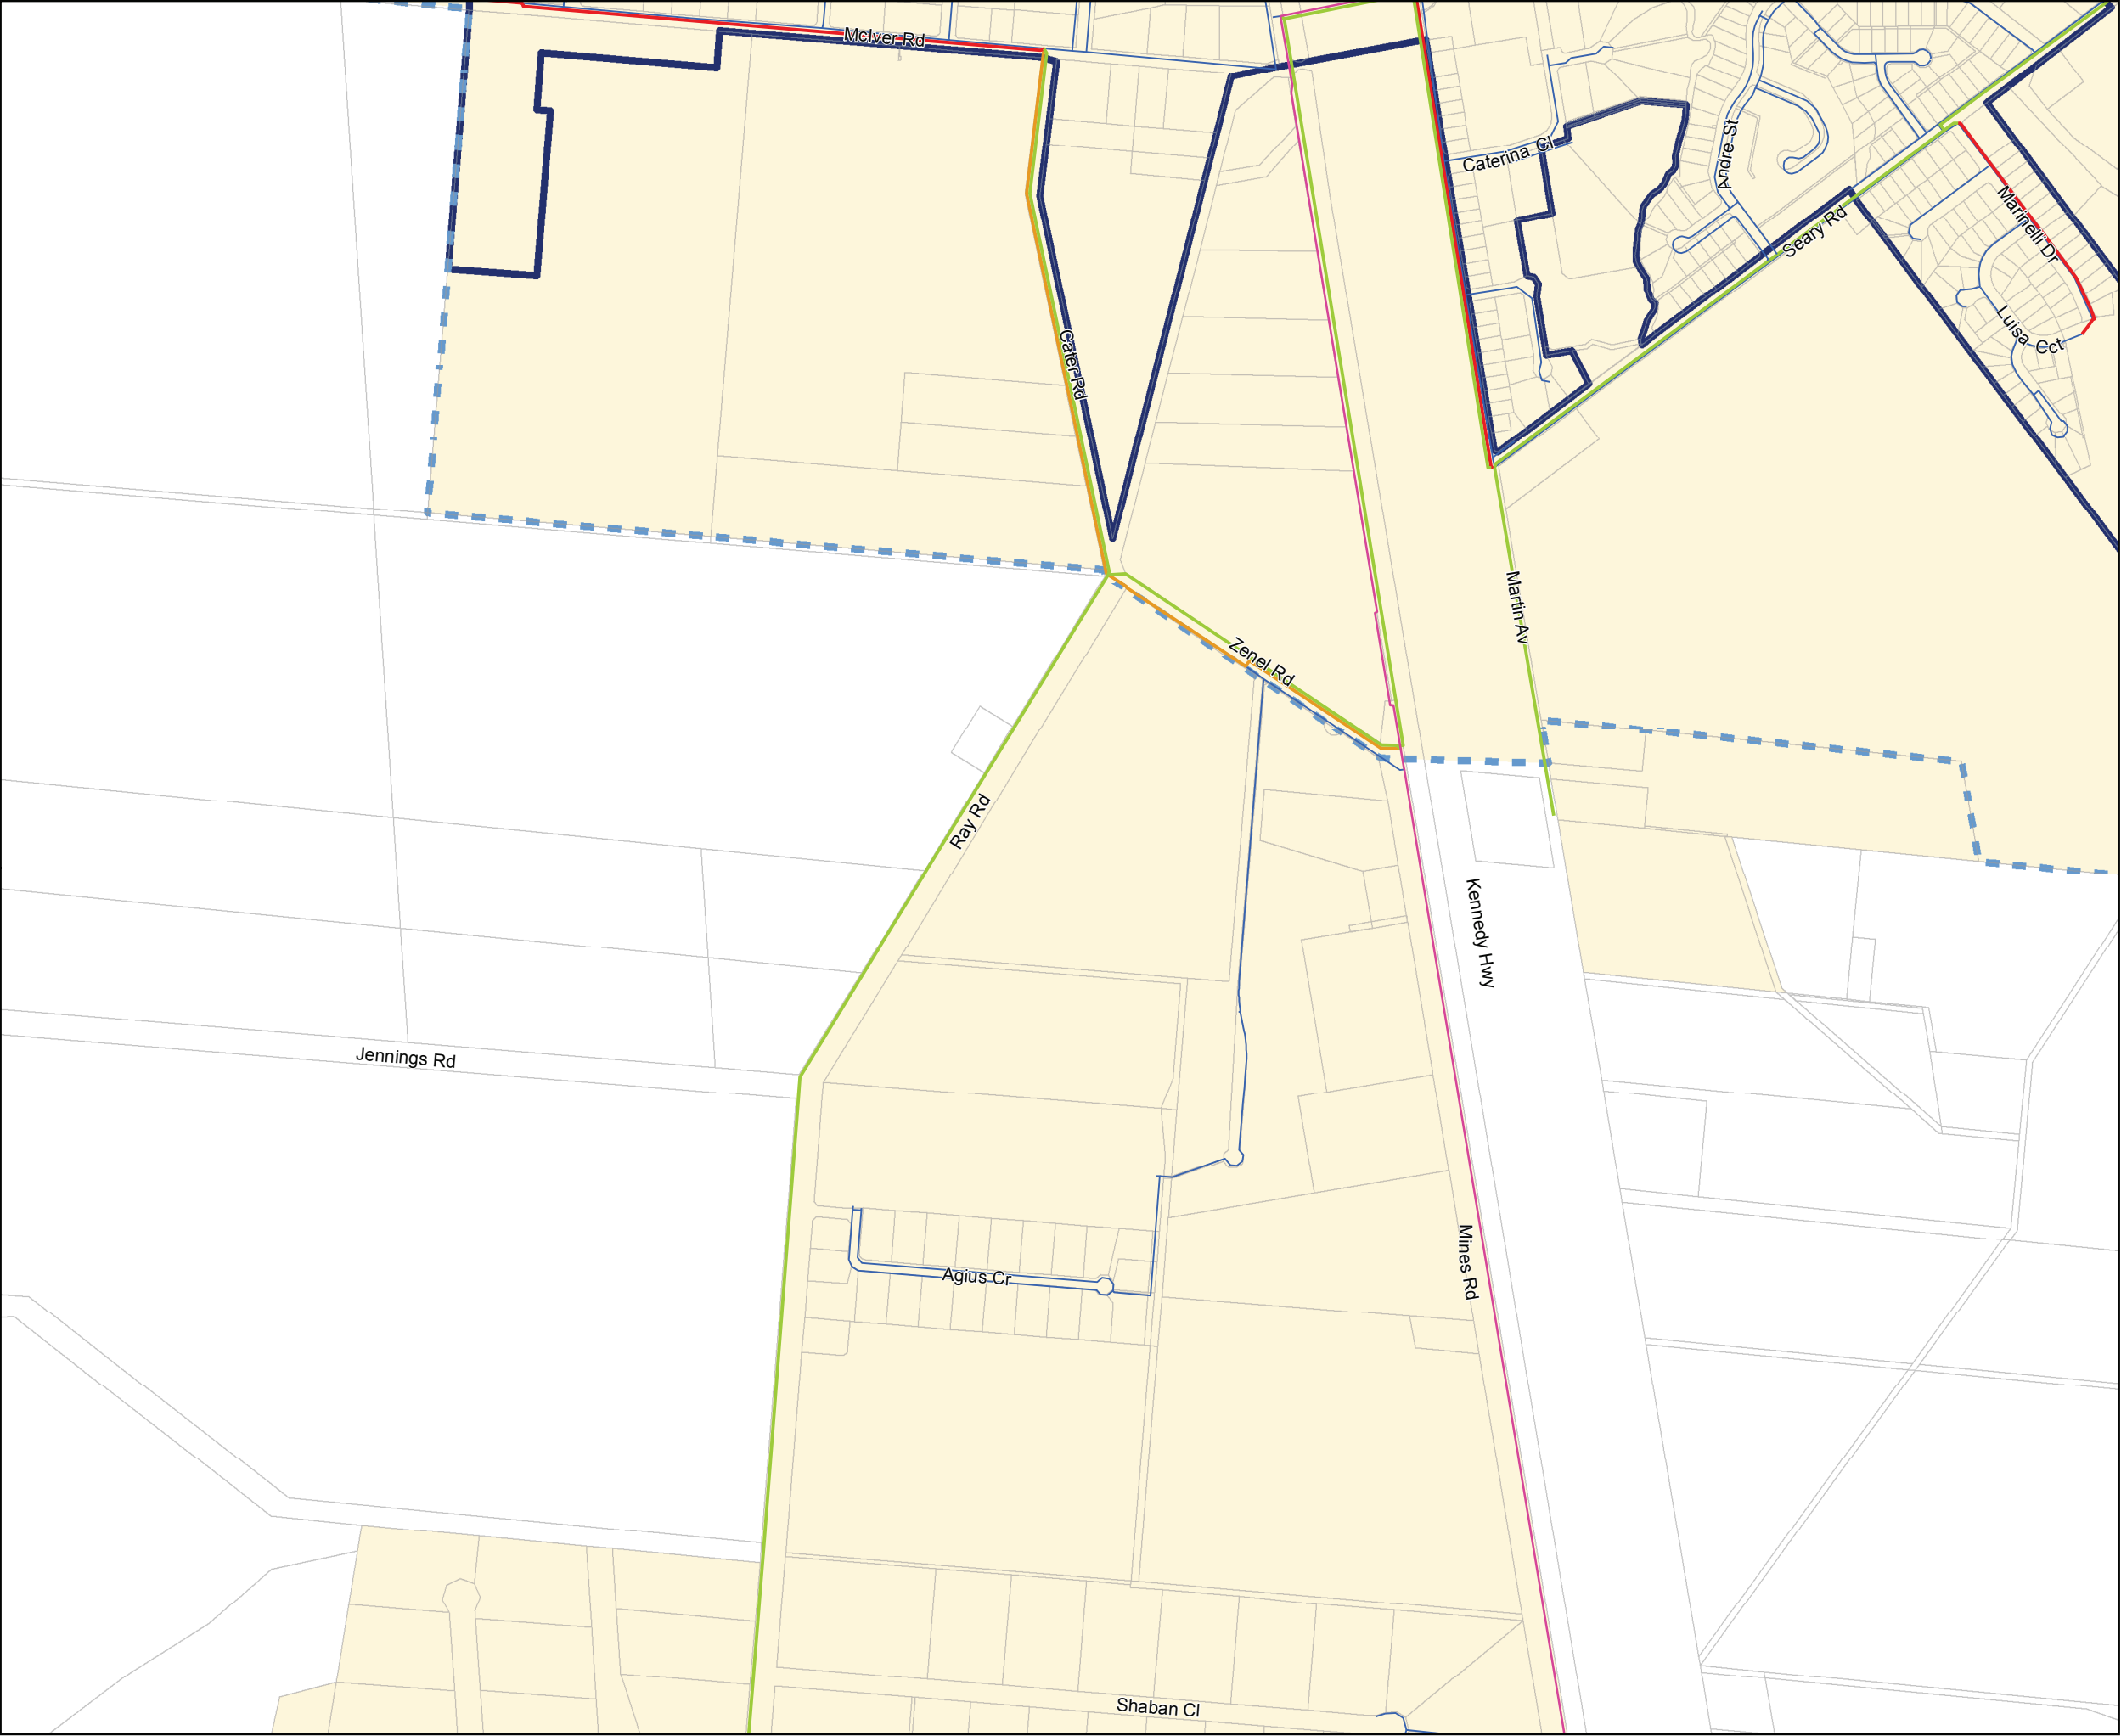 McIver Rd
Caterina Cl
Andre St
Marinelli Dr
Seary Rd
Luisa Cct
Cater Rd
Martin Av
Zenel Rd
Ray Rd
Kennedy Hwy
Jennings Rd
Mines Rd
Agius Cr
Shaban Cl